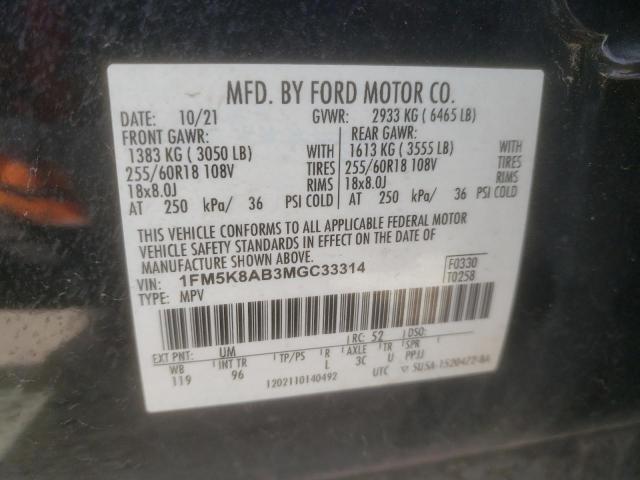 MFD. BY FORD MOTOR CO.
DATE: 10/21 GVWR: 2933 KG ( 6465 LB)
FRONT GAWR: REAR GAWR:
1383 KG ( 3050 LB) WITH 1613 KG ( 3555 LB) WITH
255/60R18 108V TIRES 255/60R18 108V TIRES
18x8.0J RIMS 18x8.0J RIMS
AT 250 kPa/ 36 PSI COLD AT 250 kPa/ 36 PSI COLD
THIS VEHICLE CONFORMS TO ALL APPLICABLE FEDERAL MOTOR
VEHICLE SAFETY STANDARDS IN EFFECT ON THE DATE OF
MANUFACTURE SHOWN ABOVE.
VIN: 1FM5K8AB3MGC33314 F0330
TYPE: MPV T0258
EXT PNT: UM RC: 52 DSO:
WB INT TR TP/PS R AXLE TR SPR
119 96 L 3C U PPJJ
1202110140492 UTC